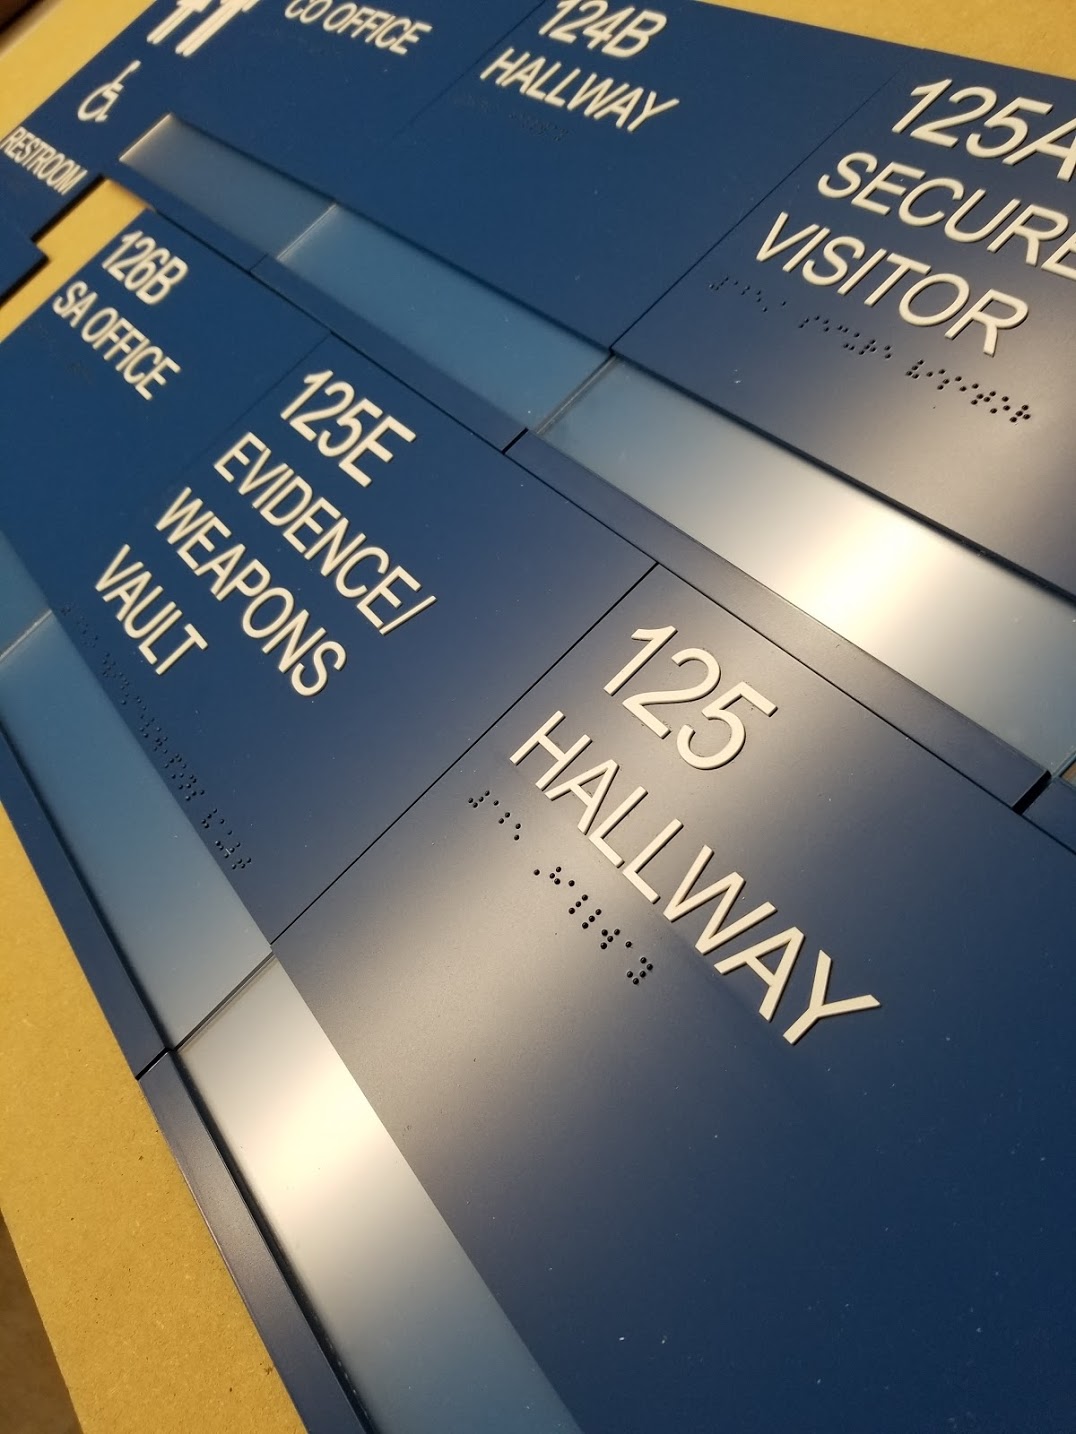 RESTROOM
CO OFFICE
124B
HALLWAY
125A
SECURE
VISITOR
126B
SA OFFICE
125E
EVIDENCE/
WEAPONS
VAULT
125
HALLWAY